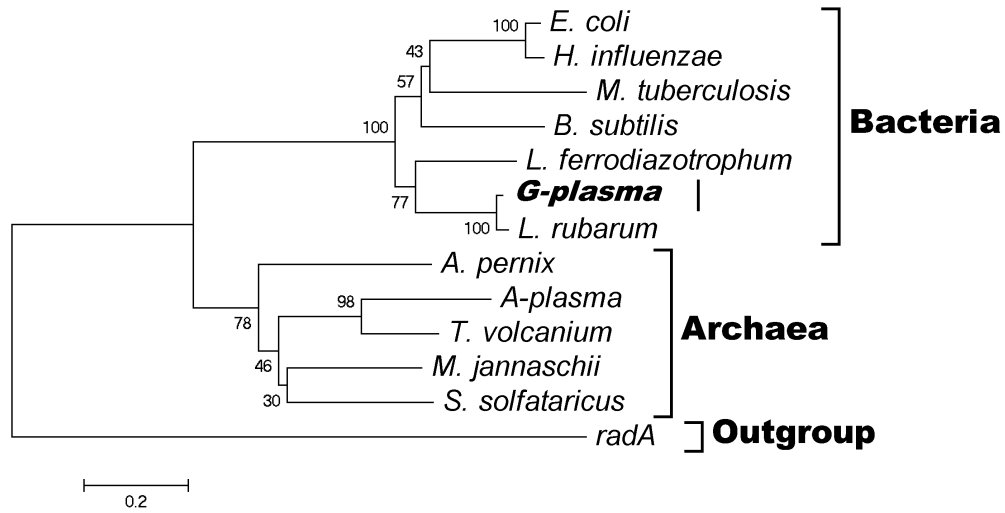 E. coli
100
H. influenzae
43
M. tuberculosis
57
Bacteria
B. subtilis
100
L. ferrodiazotrophum
G-plasma
77
100
L. rubarum
A. pernix
A-plasma
98
78
T. volcanium
Archaea
46
M. jannaschii
30
S. solfataricus
radA
Outgroup
0.2